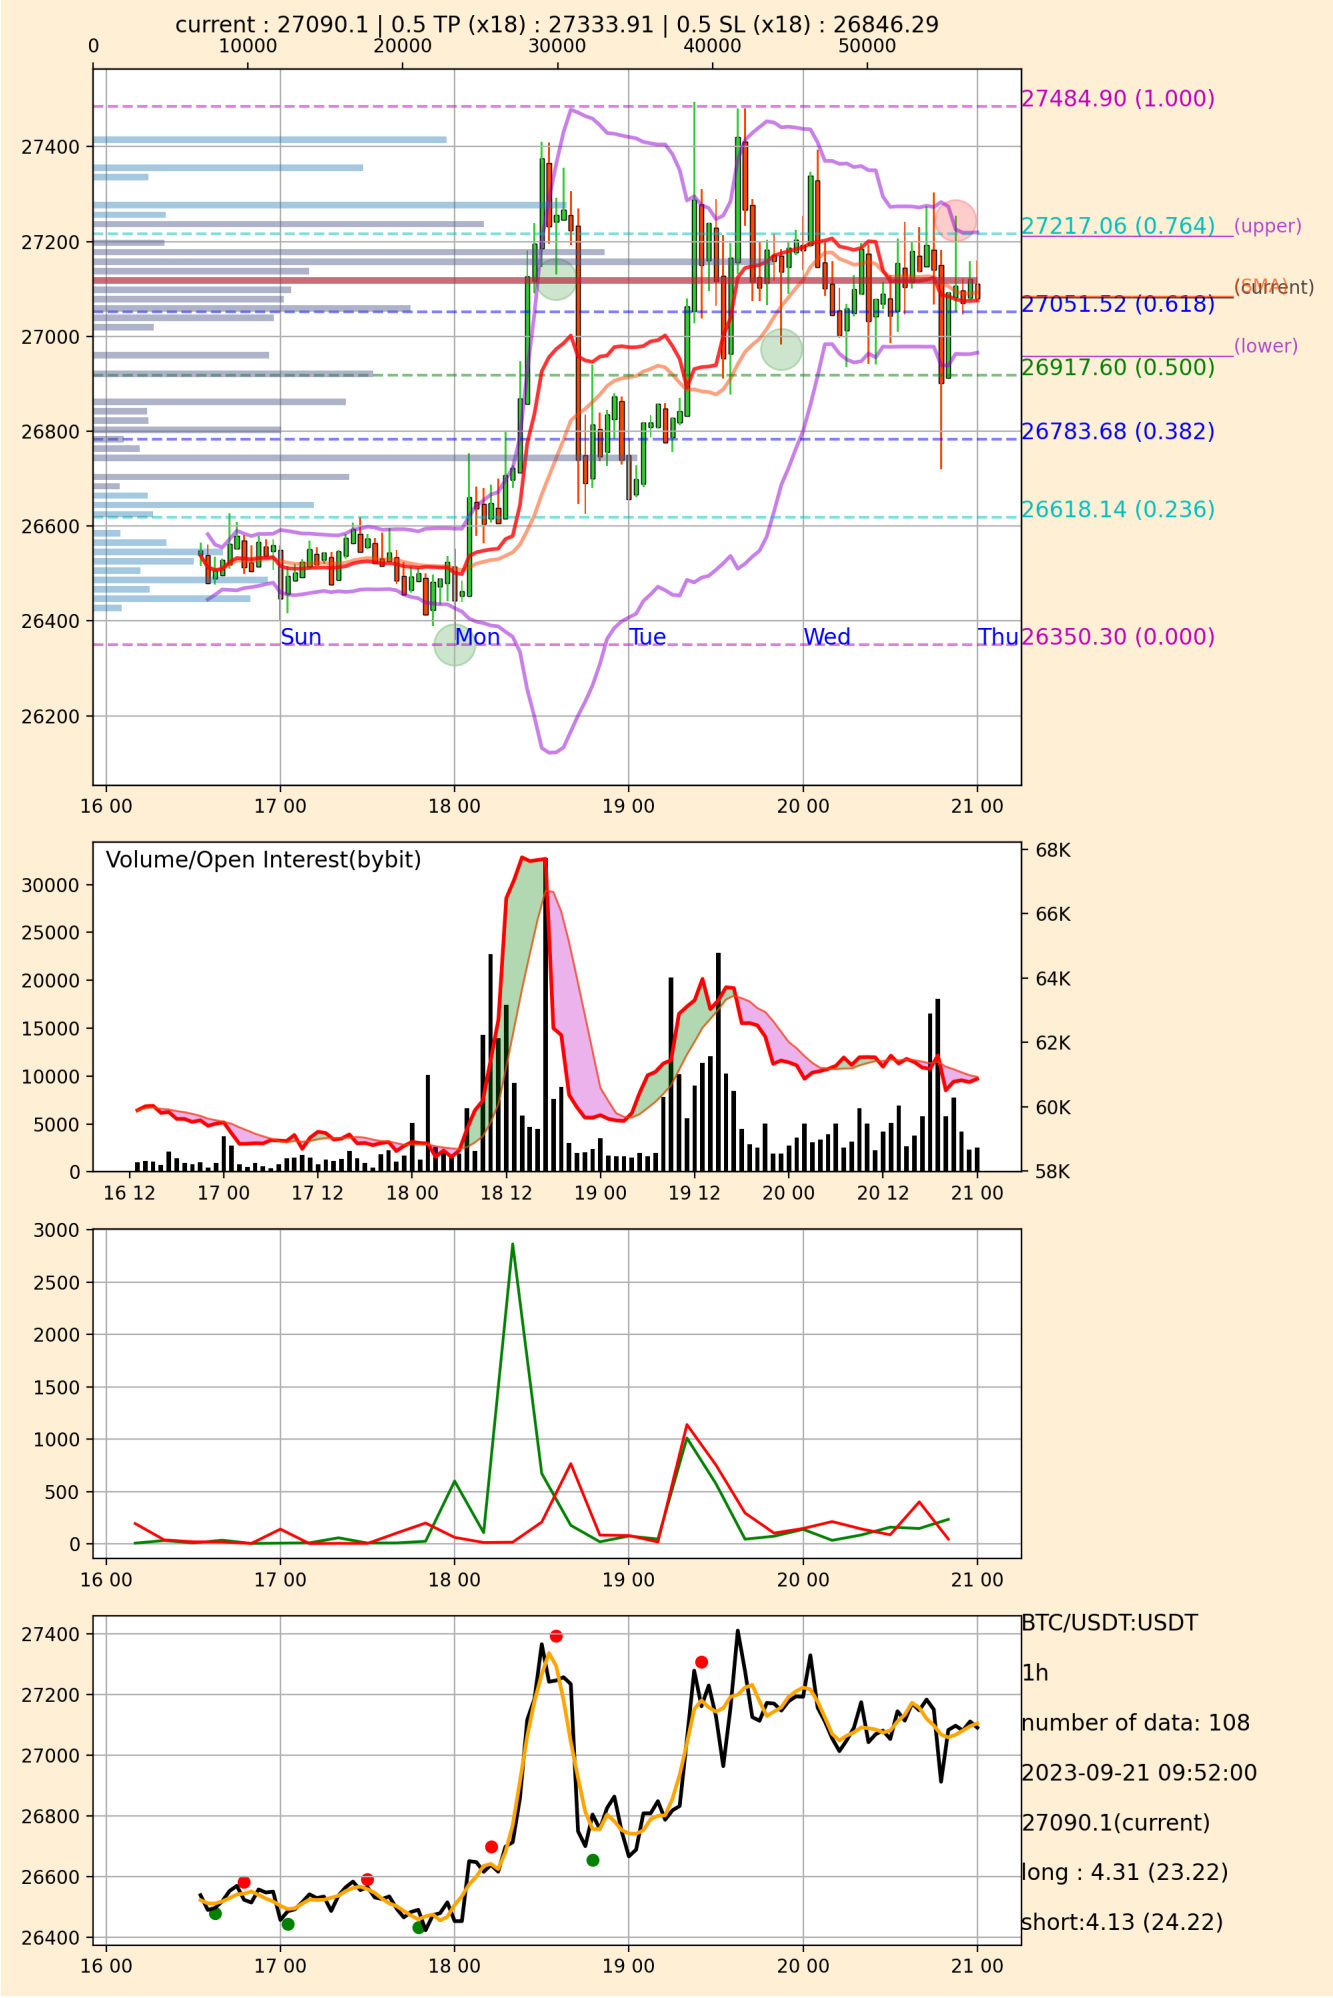 current : 27090.1 | 0.5 TP (x18) : 27333.91 | 0.5 SL (x18) : 26846.29
0 10000 20000 30000 40000 50000
27484.90 (1.000)
27400
27217.06 (0.764)
(upper)
27200
(SMA)
(current)
27051.52 (0.618)
27000
(lower)
26917.60 (0.500)
26800
26783.68 (0.382)
26618.14 (0.236)
26600
26400
Sun Mon Tue Wed Thu
26350.30 (0.000)
26200
16 00 17 00 18 00 19 00 20 00 21 00
Volume/Open Interest(bybit)
68K
30000
66K
25000
64K
20000
15000
62K
10000
60K
5000
0
58K
16 12 17 00 17 12 18 00 18 12 19 00 19 12 20 00 20 12 21 00
3000
2500
2000
1500
1000
500
0
16 00 17 00 18 00 19 00 20 00 21 00
27400
27200
27000
26800
26600
26400
16 00 17 00 18 00 19 00 20 00 21 00
BTC/USDT:USDT
1h
number of data: 108
2023-09-21 09:52:00
27090.1(current)
long : 4.31 (23.22)
short:4.13 (24.22)